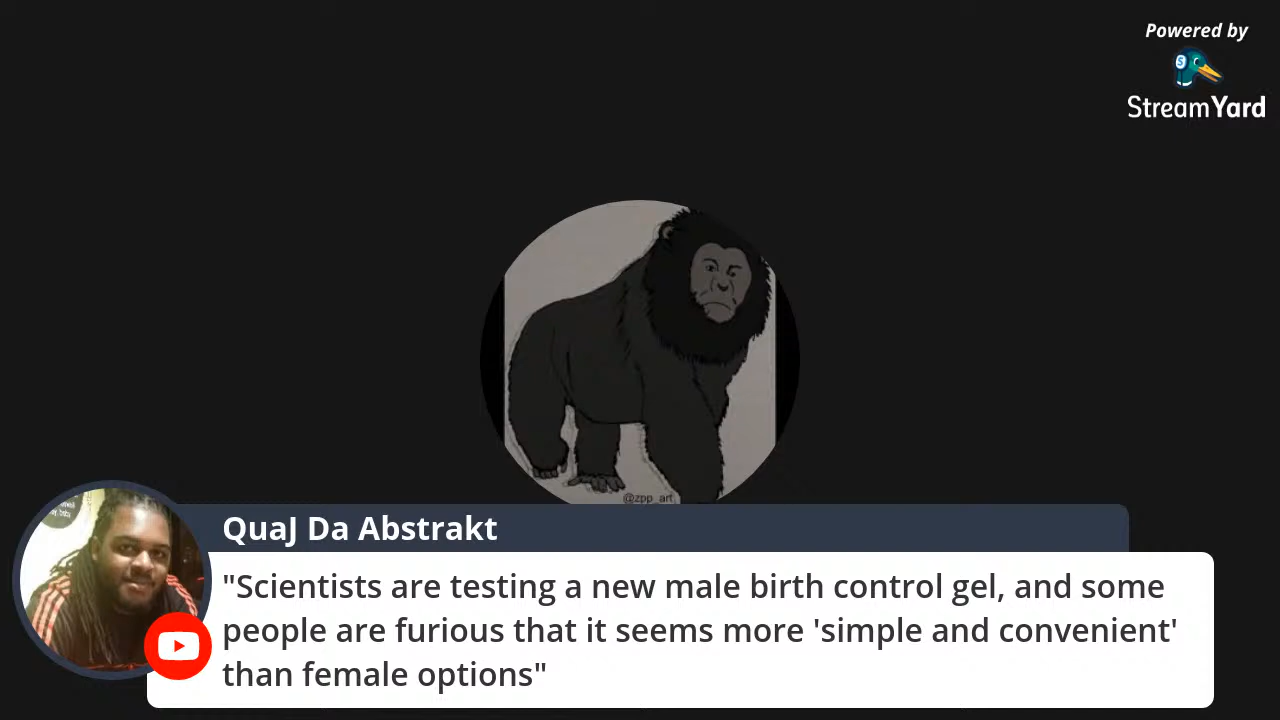 Powered by
StreamYard
@zpp_art
QuaJ Da Abstrakt
"Scientists are testing a new male birth control gel, and some
people are furious that it seems more 'simple and convenient'
than female options"